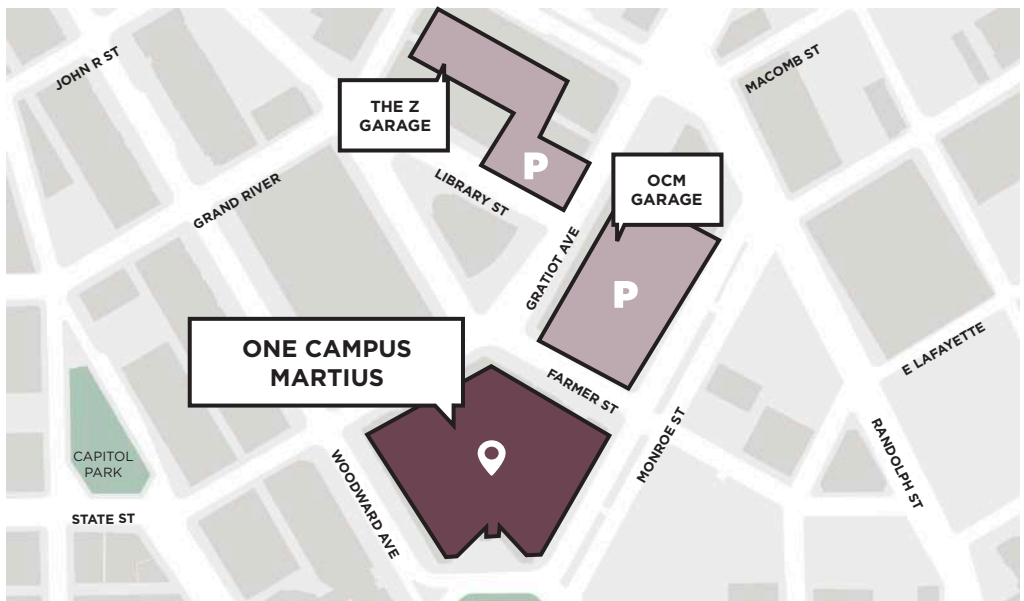 JOHN R ST
MACOMB ST
THE Z
GARAGE
P
OCM
GARAGE
LIBRARY ST
GRAND RIVER
GRATIOT AVE
P
ONE CAMPUS
MARTIUS
FARMER ST
E LAFAYETTE
MONROE ST
RANDOLPH ST
CAPITOL
PARK
WOODWARD AVE
STATE ST